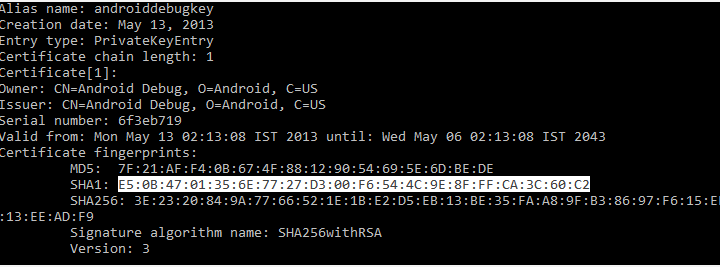 Alias name: androiddebugkey
Creation date: May 13, 2013
Entry type: PrivateKeyEntry
Certificate chain length: 1
Certificate[1]:
Owner: CN=Android Debug, O=Android, C=US
Issuer: CN=Android Debug, O=Android, C=US
Serial number: 6f3eb719
Valid from: Mon May 13 02:13:08 IST 2013 until: Wed May 06 02:13:08 IST 2043
Certificate fingerprints:
MD5: 7F:21:AF:F4:0B:67:4F:88:12:90:54:69:5E:6D:BE:DE
SHA1: E5:0B:47:01:35:6E:77:27:D3:00:F6:54:4C:9E:8F:FF:CA:3C:60:C2
SHA256: 3E:23:20:84:9A:77:66:52:1E:1B:E2:D5:EB:13:BE:35:FA:A8:9F:B3:86:97:F6:15:E
:13:EE:AD:F9
Signature algorithm name: SHA256withRSA
Version: 3